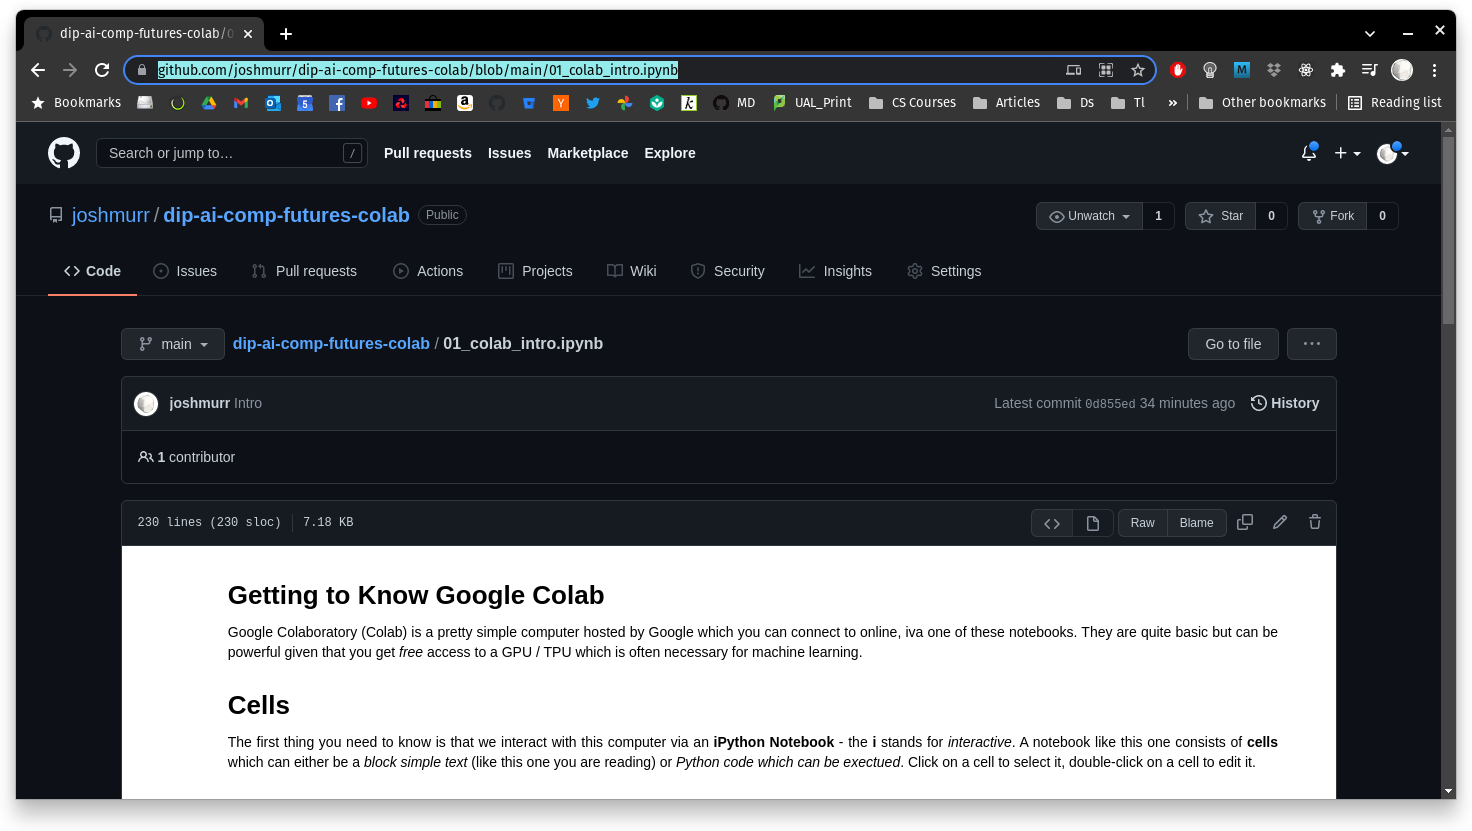 dip-ai-comp-futures-colab/0
github.com/joshmurr/dip-ai-comp-futures-colab/blob/main/01_colab_intro.ipynb
Bookmarks 5 k MD UAL_Print CS Courses Articles Ds Tl » Other bookmarks Reading list
Search or jump to… / Pull requests Issues Marketplace Explore
joshmurr / dip-ai-comp-futures-colab Public Unwatch 1 Star 0 Fork 0
Code Issues Pull requests Actions Projects Wiki Security Insights Settings
main dip-ai-comp-futures-colab / 01_colab_intro.ipynb Go to file ...
joshmurr Intro Latest commit 0d855ed 34 minutes ago History
1 contributor
230 lines (230 sloc) 7.18 KB <> Raw Blame
Getting to Know Google Colab
Google Colaboratory (Colab) is a pretty simple computer hosted by Google which you can connect to online, iva one of these notebooks. They are quite basic but can be
powerful given that you get free access to a GPU / TPU which is often necessary for machine learning.
Cells
The first thing you need to know is that we interact with this computer via an iPython Notebook - the i stands for interactive. A notebook like this one consists of cells
which can either be a block simple text (like this one you are reading) or Python code which can be exectued. Click on a cell to select it, double-click on a cell to edit it.